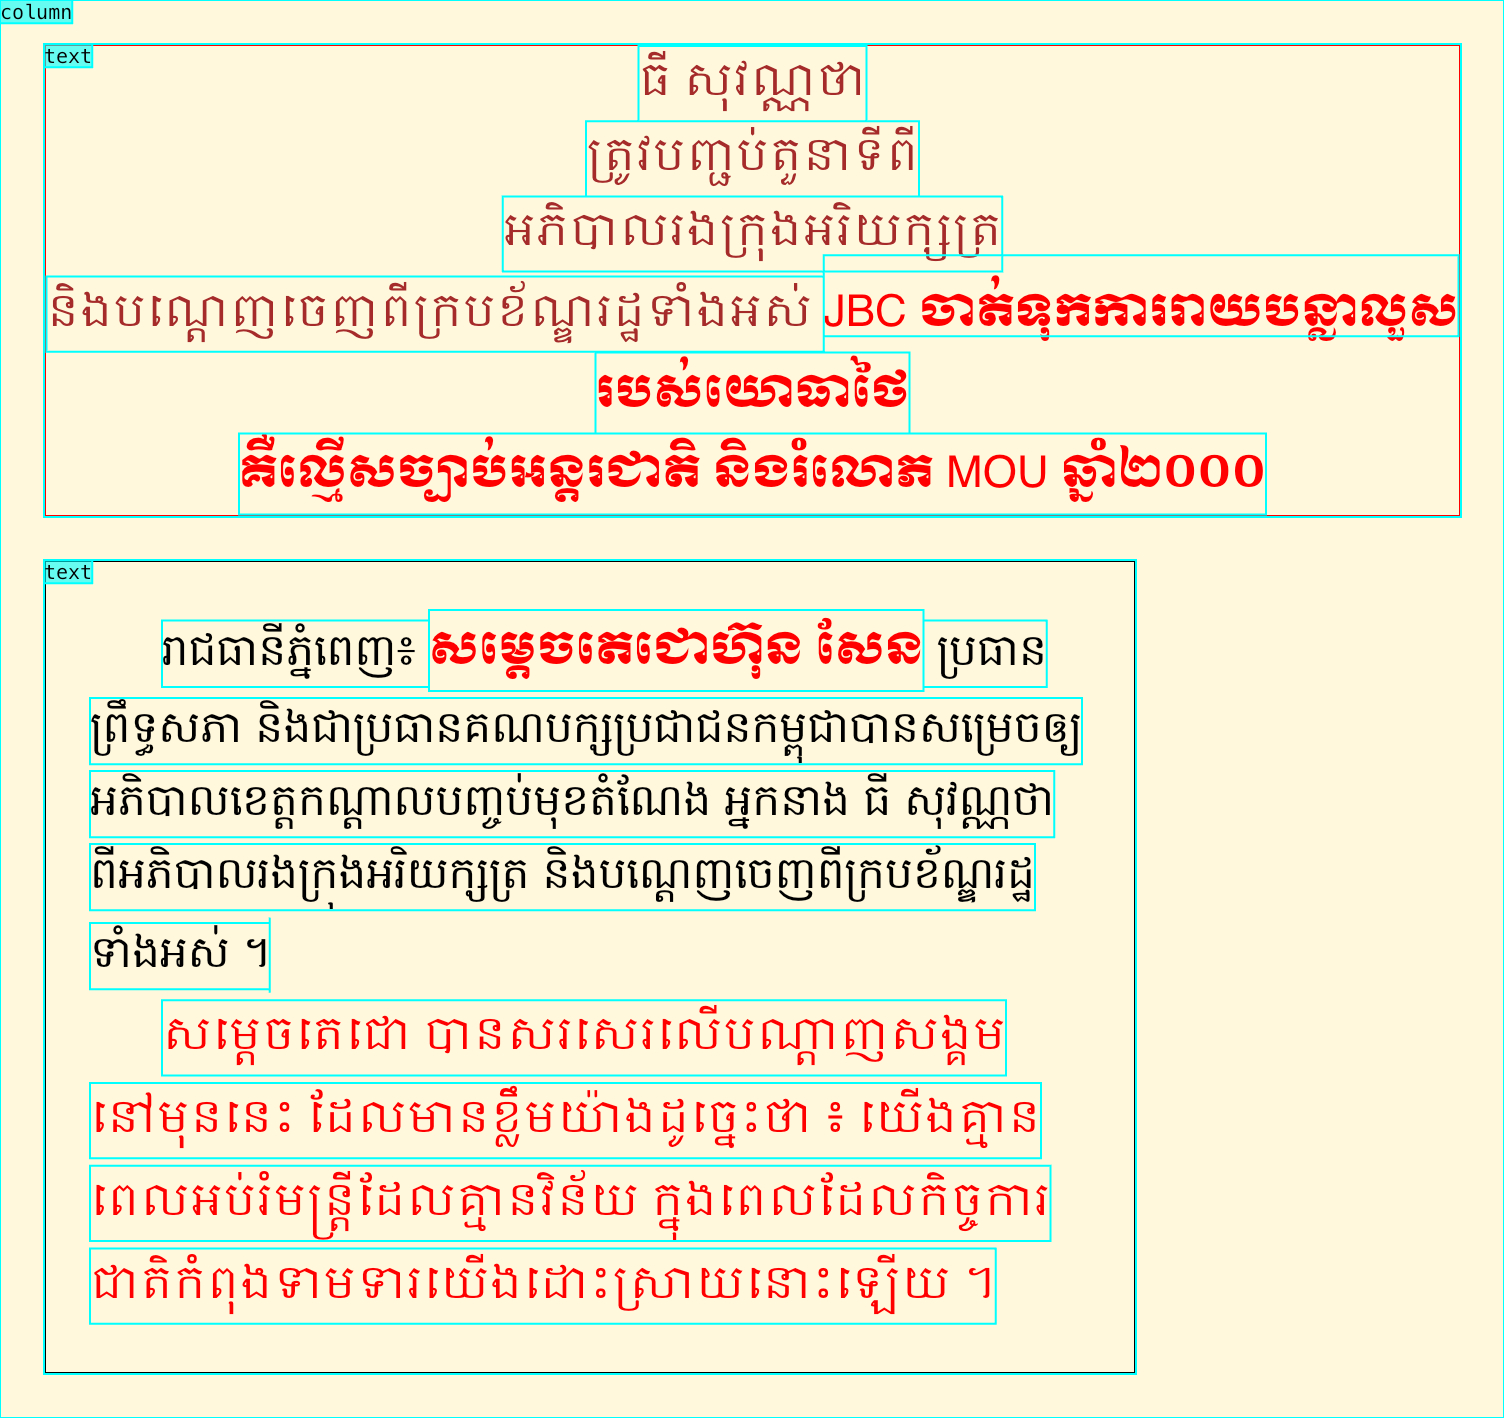 column
text
ធី សុវណ្ណថា
ត្រូវបញ្ជប់តួនាទីពី
អភិបាលរងក្រុងអរិយក្សត្រ
និងបណ្ដេញចេញពីក្របខ័ណ្ឌរដ្ឋទាំងអស់ JBC ចាត់ទុកការរាយបន្លាលួស
របស់យោធាថៃ
គឺល្មើសច្បាប់អន្តរជាតិ និងរំលោភ MOU ឆ្នាំ២០០០
text
រាជធានីភ្នំពេញ៖ សម្ដេចតេជោហ៊ុន សែន ប្រធាន
ព្រឹទ្ធសភា និងជាប្រធានគណបក្សប្រជាជនកម្ពុជាបានសម្រេចឲ្យ
អភិបាលខេត្តកណ្ដាលបញ្ចប់មុខតំណែង អ្នកនាង ធី សុវណ្ណថា
ពីអភិបាលរងក្រុងអរិយក្សត្រ និងបណ្ដេញចេញពីក្របខ័ណ្ឌរដ្ឋ
ទាំងអស់ ។
សម្ដេចតេជោ បានសរសេរលើបណ្ដាញសង្គម
នៅមុននេះ ដែលមានខ្លឹមយ៉ាងដូច្នេះថា ៖ យើងគ្មាន
ពេលអប់រំមន្ត្រីដែលគ្មានវិន័យ ក្នុងពេលដែលកិច្ចការ
ជាតិកំពុងទាមទារយើងដោះស្រាយនោះឡើយ ។